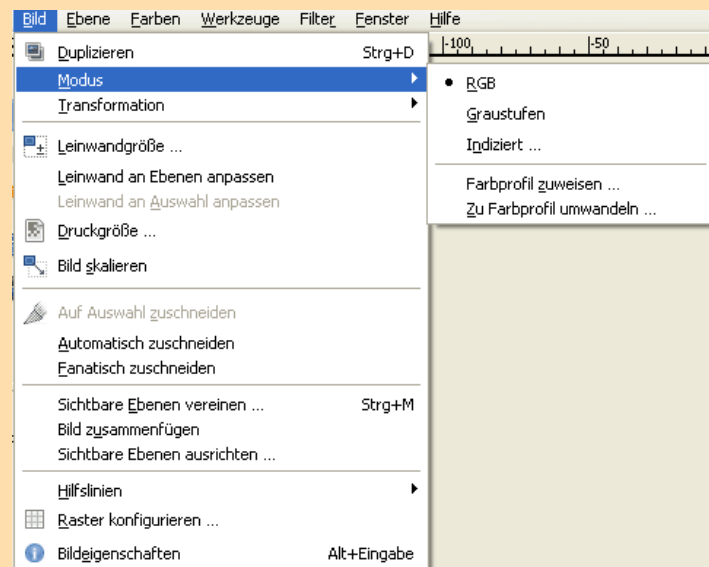 Bild Ebene Farben Werkzeuge Filter Fenster Hilfe
-100 -50
Duplizieren Strg+D
Modus
Transformation
Leinwandgröße ...
Leinwand an Ebenen anpassen
Leinwand an Auswahl anpassen
Druckgröße ...
Bild skalieren
Auf Auswahl zuschneiden
Automatisch zuschneiden
Fanatisch zuschneiden
Sichtbare Ebenen vereinen ... Strg+M
Bild zusammenfügen
Sichtbare Ebenen ausrichten ...
Hilfslinien
Raster konfigurieren ...
Bildeigenschaften Alt+Eingabe
RGB
Graustufen
Indiziert ...
Farbprofil zuweisen ...
Zu Farbprofil umwandeln ...